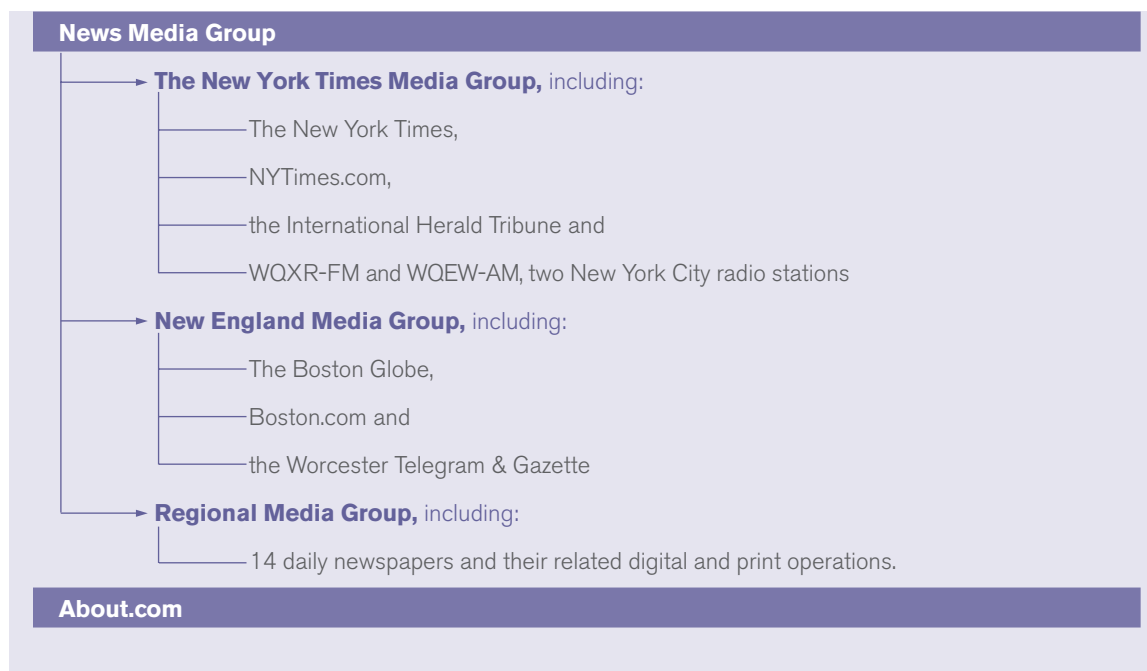 News Media Group
The New York Times Media Group, including:
The New York Times,
NYTimes.com,
the International Herald Tribune and
WQXR-FM and WQEW-AM, two New York City radio stations
New England Media Group, including:
The Boston Globe,
Boston.com and
the Worcester Telegram & Gazette
Regional Media Group, including:
14 daily newspapers and their related digital and print operations.
About.com